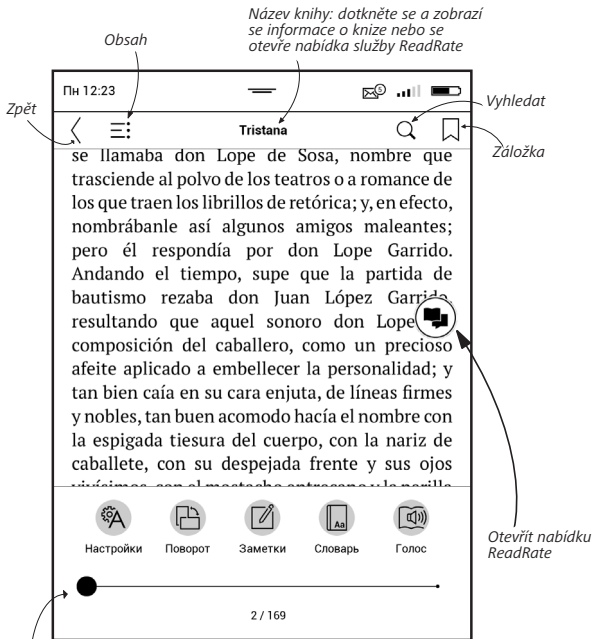 Název knihy: dotkněte se a zobrazí
se informace o knize nebo se
otevře nabídka služby ReadRate
Obsah
Пн 12:23
5
Zpět
Vyhledat
Tristana
Záložka
se llamaba don Lope de Sosa, nombre que
trasciende al polvo de los teatros o a romance de
los que traen los librillos de retórica; y, en efecto,
nombrábanle así algunos amigos maleantes;
pero él respondía por don Lope Garrido.
Andando el tiempo, supe que la partida de
bautismo rezaba don Juan López Garrido,
resultando que aquel sonoro don Lope
composición del caballero, como un precioso
afeite aplicado a embellecer la personalidad; y
tan bien caía en su cara enjuta, de líneas firmes
y nobles, tan buen acomodo hacía el nombre con
la espigada tiesura del cuerpo, con la nariz de
caballete, con su despejada frente y sus ojos
Otevřít nabídku
ReadRate
A
Aa
Настройки Поворот Заметки Словарь Голос
2 / 169